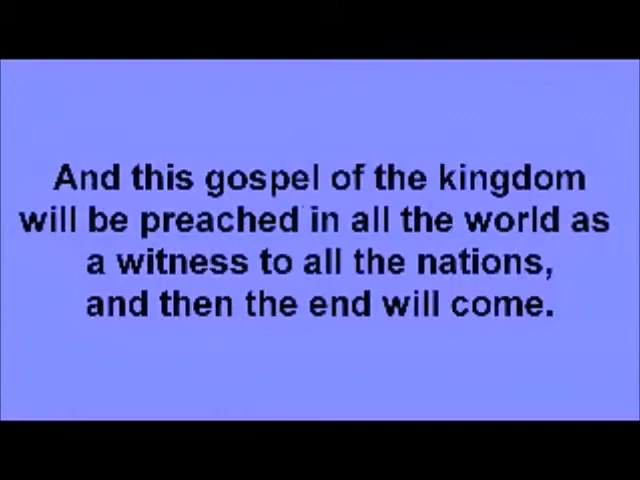 And this gospel of the kingdom
will be preached in all the world as
a witness to all the nations,
and then the end will come.